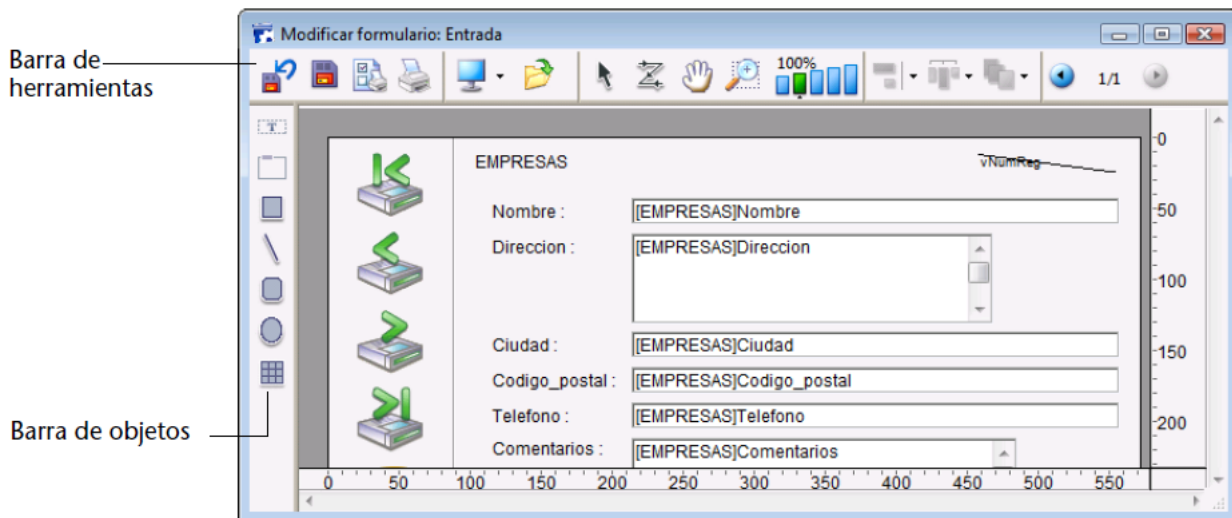 Modificar formulario: Entrada
Barra de
herramientas
100%
1/1
T
EMPRESAS
vNumReg
Nombre :
[[EMPRESAS]Nombre
Direccion :
[[EMPRESAS]Direccion
Ciudad :
[[EMPRESAS]Ciudad
Codigo_postal :
[[EMPRESAS]Codigo_postal
Telefono :
[[EMPRESAS]Telefono
Comentarios :
[[EMPRESAS]Comentarios
Barra de objetos
0
50
100
150
200
0 50 100 150 200 250 300 350 400 450 500 550